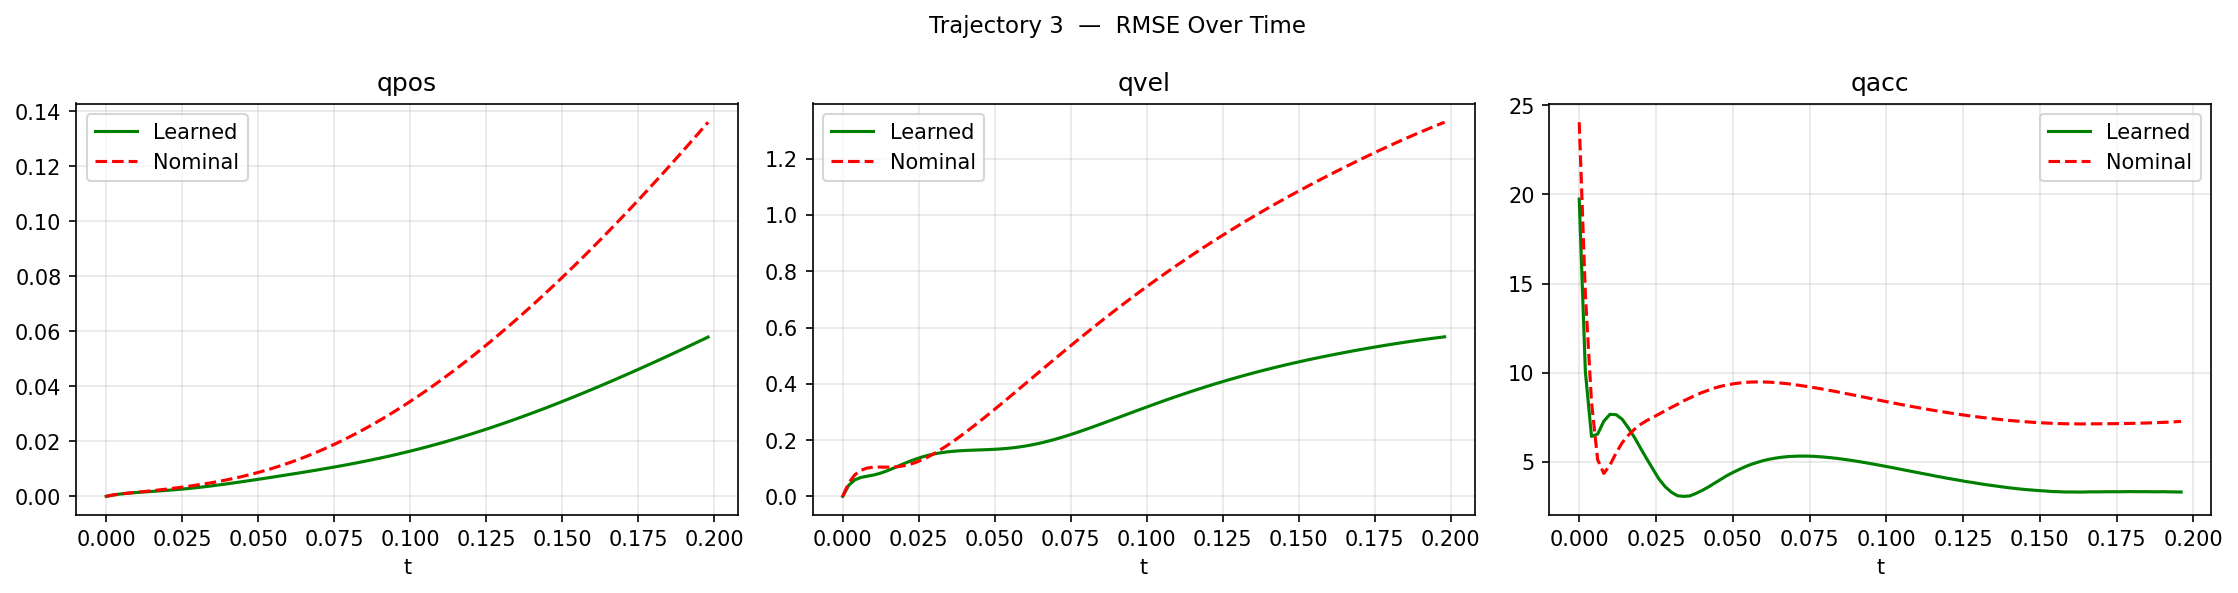 Trajectory 3 — RMSE Over Time
qpos
0.14
0.12
0.10
0.08
0.06
0.04
0.02
0.00
Learned
Nominal
0.000 0.025 0.050 0.075 0.100 0.125 0.150 0.175 0.200
t
qvel
1.2
1.0
0.8
0.6
0.4
0.2
0.0
Learned
Nominal
0.000 0.025 0.050 0.075 0.100 0.125 0.150 0.175 0.200
t
qacc
25
20
15
10
5
Learned
Nominal
0.000 0.025 0.050 0.075 0.100 0.125 0.150 0.175 0.200
t